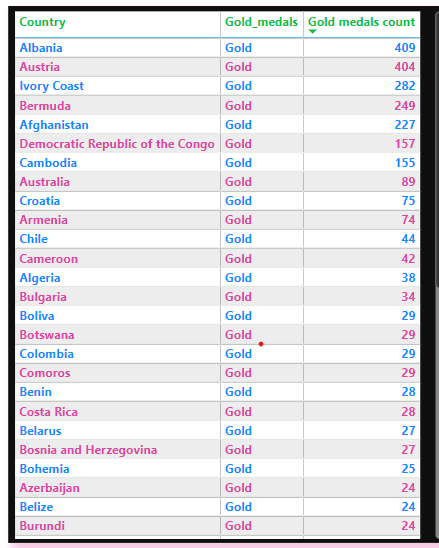 Country Gold_medals Gold medals count
Albania Gold 409
Austria Gold 404
Ivory Coast Gold 282
Bermuda Gold 249
Afghanistan Gold 227
Democratic Republic of the Congo Gold 157
Cambodia Gold 155
Australia Gold 89
Croatia Gold 75
Armenia Gold 74
Chile Gold 44
Cameroon Gold 42
Algeria Gold 38
Bulgaria Gold 34
Boliva Gold 29
Botswana Gold 29
Colombia Gold 29
Comoros Gold 29
Benin Gold 28
Costa Rica Gold 28
Belarus Gold 27
Bosnia and Herzegovina Gold 27
Bohemia Gold 25
Azerbaijan Gold 24
Belize Gold 24
Burundi Gold 24